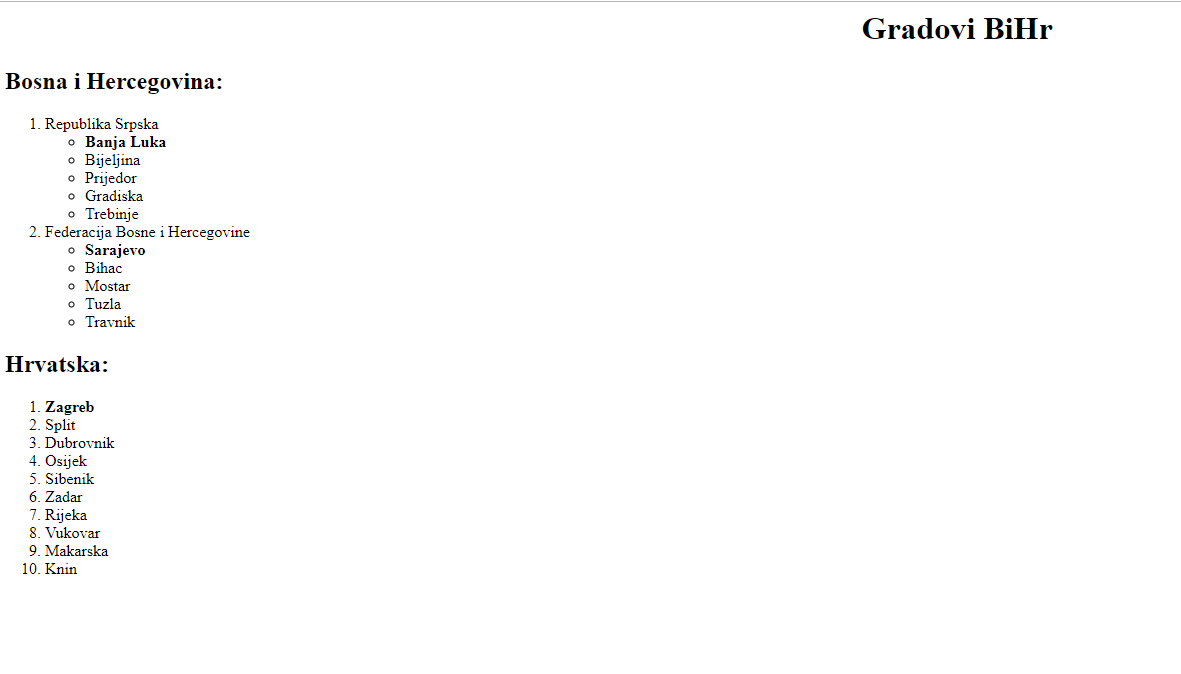 Gradovi BiHr
Bosna i Hercegovina:
1. Republika Srpska
Banja Luka
Bijeljina
Prijedor
Gradiska
Trebinje
2. Federacija Bosne i Hercegovine
Sarajevo
Bihac
Mostar
Tuzla
Travnik
Hrvatska:
1. Zagreb
2. Split
3. Dubrovnik
4. Osijek
5. Sibenik
6. Zadar
7. Rijeka
8. Vukovar
9. Makarska
10. Knin